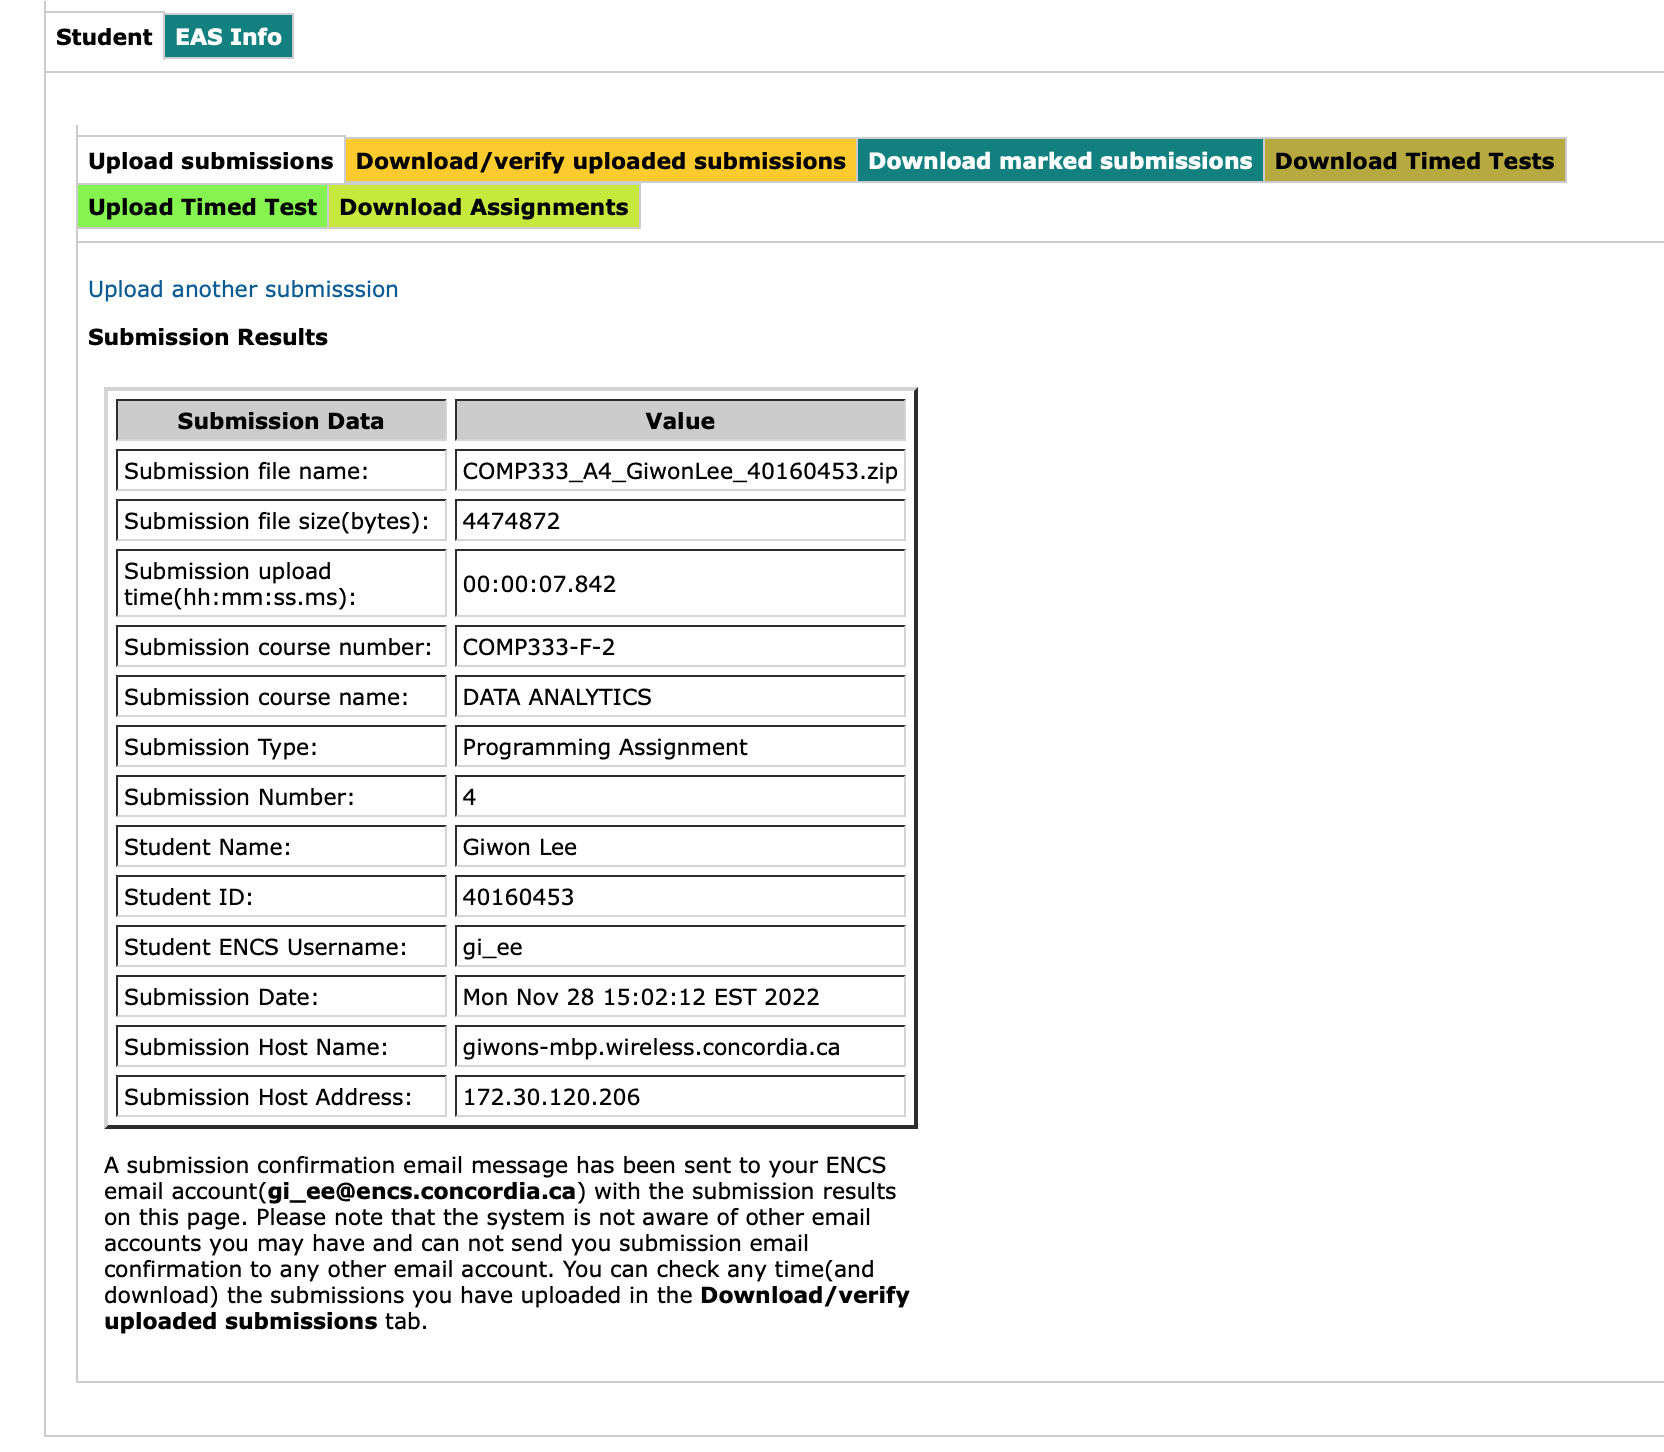 Student EAS Info
Upload submissions Download/verify uploaded submissions Download marked submissions Download Timed Tests
Upload Timed Test Download Assignments
Upload another submisssion
Submission Results
Submission Data Value
Submission file name: COMP333_A4_GiwonLee_40160453.zip
Submission file size(bytes): 4474872
Submission upload
time(hh:mm:ss.ms): 00:00:07.842
Submission course number: COMP333-F-2
Submission course name: DATA ANALYTICS
Submission Type: Programming Assignment
Submission Number: 4
Student Name: Giwon Lee
Student ID: 40160453
Student ENCS Username: gi_ee
Submission Date: Mon Nov 28 15:02:12 EST 2022
Submission Host Name: giwons-mbp.wireless.concordia.ca
Submission Host Address: 172.30.120.206
A submission confirmation email message has been sent to your ENCS
email account(gi_ee@encs.concordia.ca) with the submission results
on this page. Please note that the system is not aware of other email
accounts you may have and can not send you submission email
confirmation to any other email account. You can check any time(and
download) the submissions you have uploaded in the Download/verify
uploaded submissions tab.